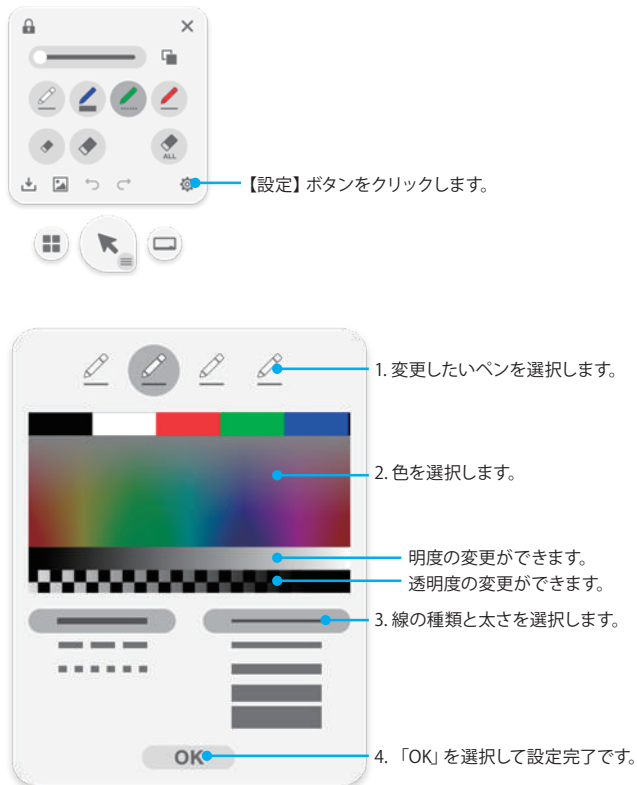 ALL
【設定】ボタンをクリックします。
1. 変更したいペンを選択します。
2. 色を選択します。
明度の変更ができます。
透明度の変更ができます。
3. 線の種類と太さを選択します。
OK
4. 「OK」を選択して設定完了です。